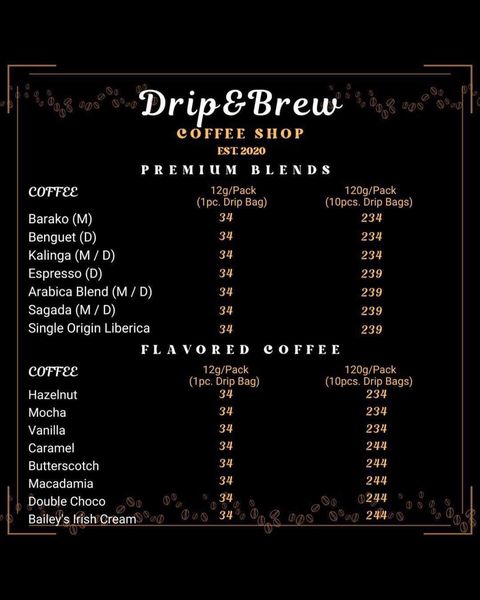 Drip&Brew
COFFEE SHOP
EST. 2020
PREMIUM BLENDS
COFFEE 12g/Pack 120g/Pack
(1pc. Drip Bag) (10pcs. Drip Bags)
Barako (M) 34 234
Benguet (D) 34 234
Kalinga (M / D) 34 234
Espresso (D) 34 239
Arabica Blend (M / D) 34 239
Sagada (M / D) 34 239
Single Origin Liberica 34 239
FLAVORED COFFEE
COFFEE 12g/Pack 120g/Pack
(1pc. Drip Bag) (10pcs. Drip Bags)
Hazelnut 34 234
Mocha 34 234
Vanilla 34 234
Caramel 34 244
Butterscotch 34 244
Macadamia 34 244
Double Choco 34 244
Bailey's Irish Cream 34 244